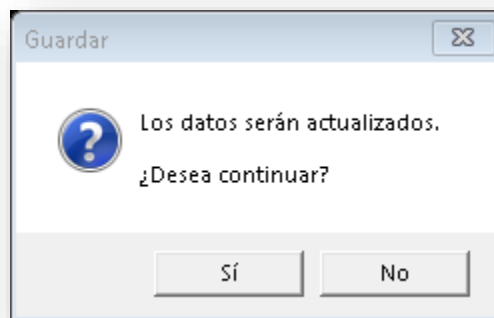 Guardar
Los datos serán actualizados.
¿Desea continuar?
Sí
No